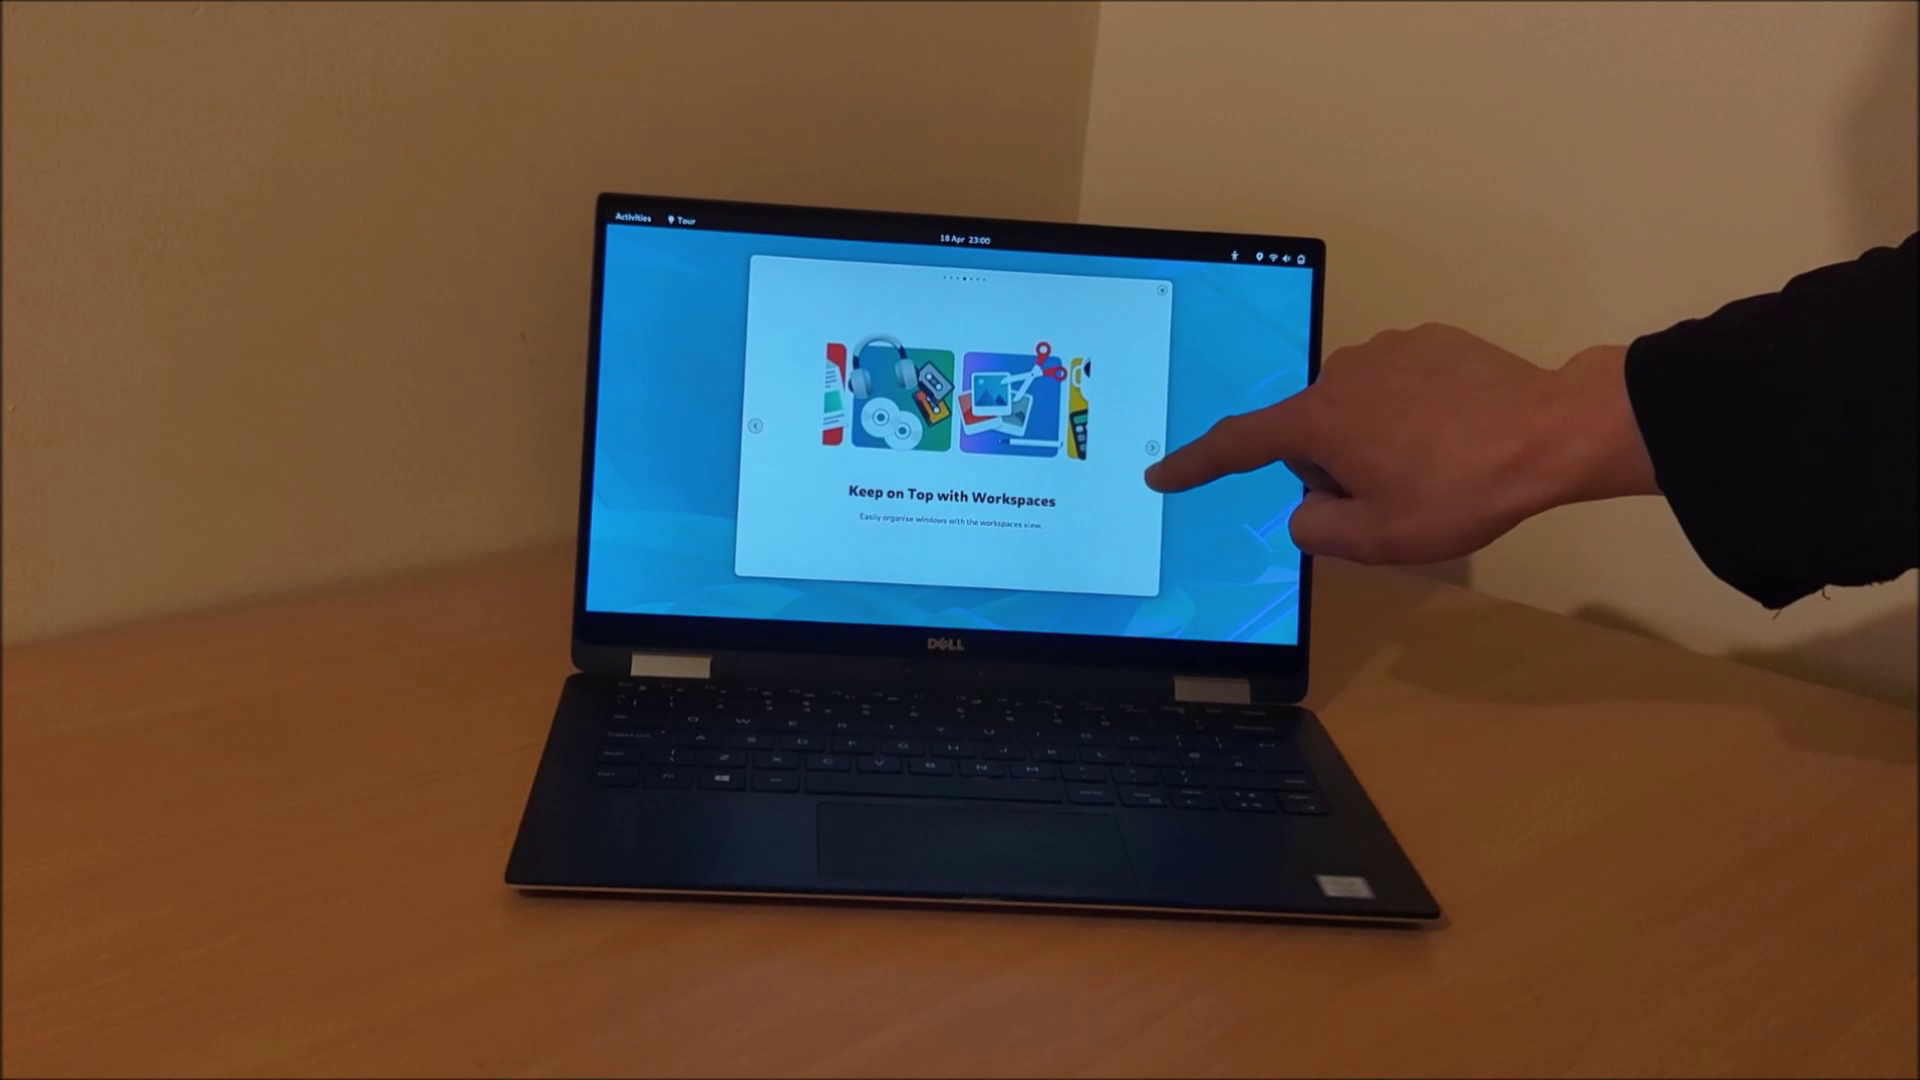 Activities Tour
18 Apr 23:00
Keep on Top with Workspaces
Easily organise windows with the workspaces view.
DELL
Q W E R T Y U I O P
A S D F G H J K L
Z X C V B N M